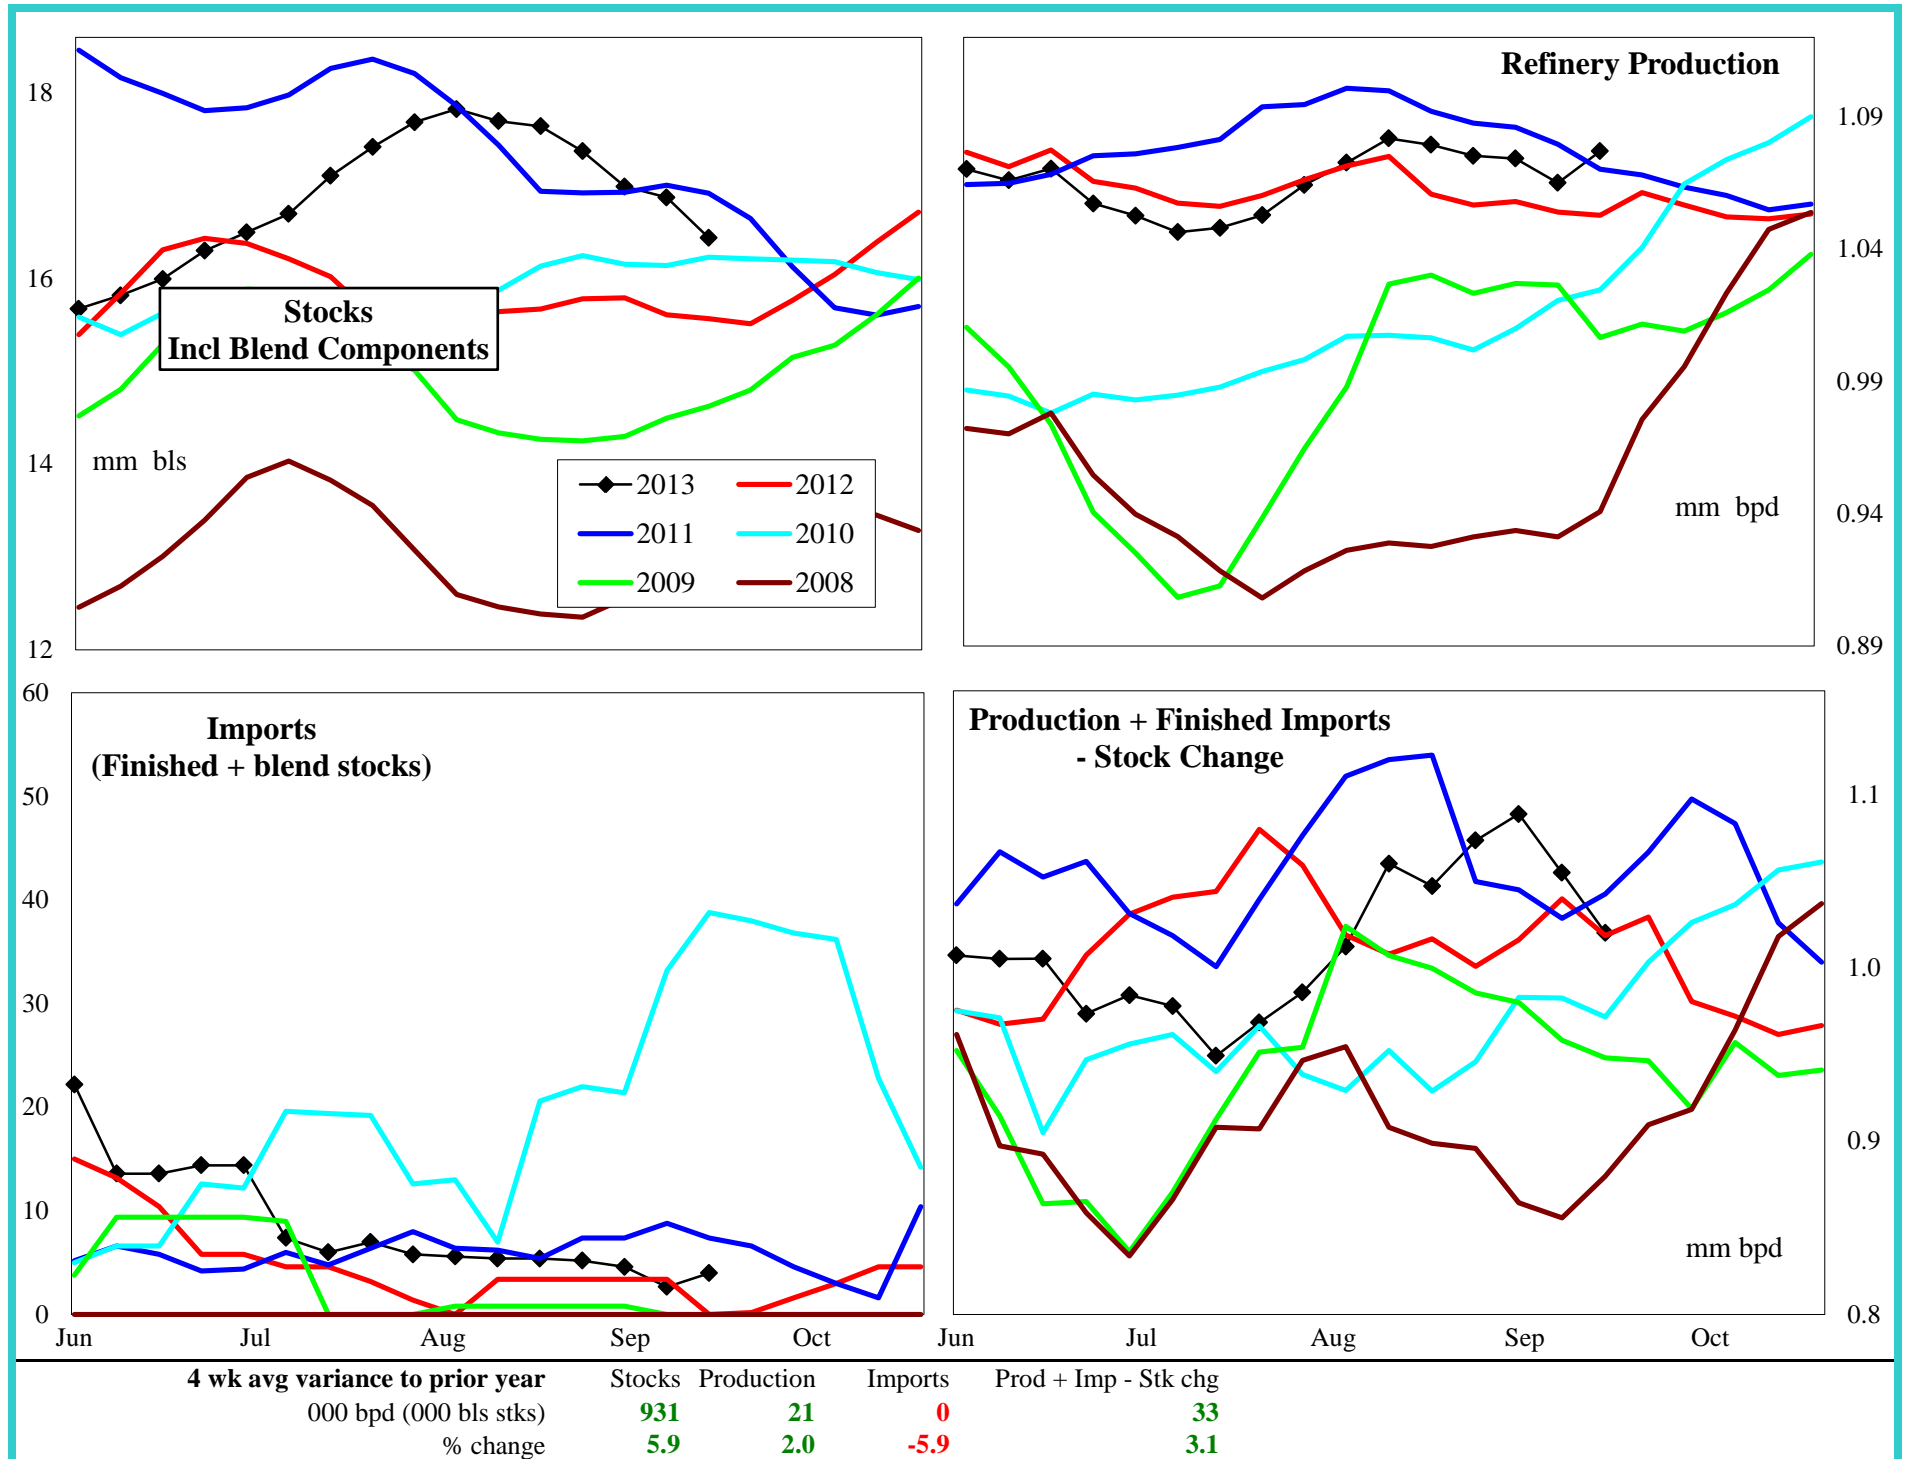 18
16
14
12
Stocks
Incl Blend Components
mm bls
2013 2012
2011 2010
2009 2008
Refinery Production
1.09
1.04
0.99
0.94
0.89
mm bpd
60
50
40
30
20
10
0
Imports
(Finished + blend stocks)
Jun Jul Aug Sep Oct
Production + Finished Imports
- Stock Change
1.1
1.0
0.9
0.8
mm bpd
Jun Jul Aug Sep Oct
4 wk avg variance to prior year Stocks Production Imports Prod + Imp - Stk chg
000 bpd (000 bls stks) 931 21 0 33
% change 5.9 2.0 -5.9 3.1